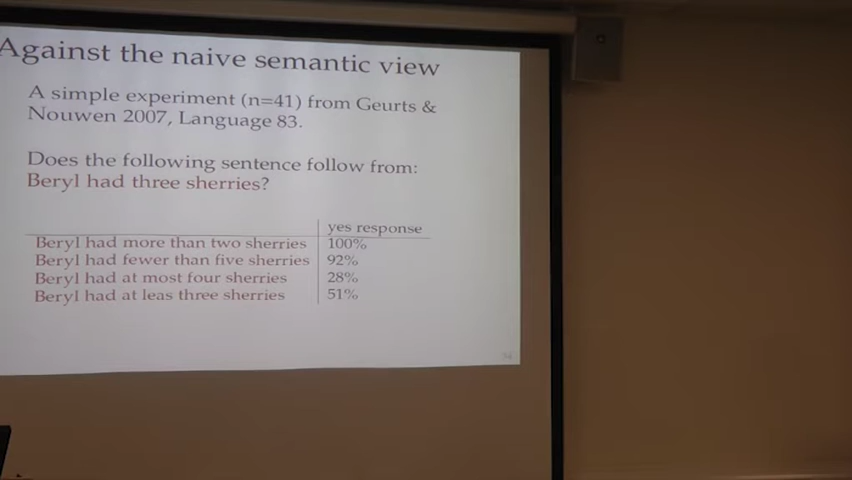 Against the naive semantic view
A simple experiment (n=41) from Geurts &
Nouwen 2007, Language 83.
Does the following sentence follow from:
Beryl had three sherries?
yes response
Beryl had more than two sherries 100%
Beryl had fewer than five sherries 92%
Beryl had at most four sherries 28%
Beryl had at leas three sherries 51%